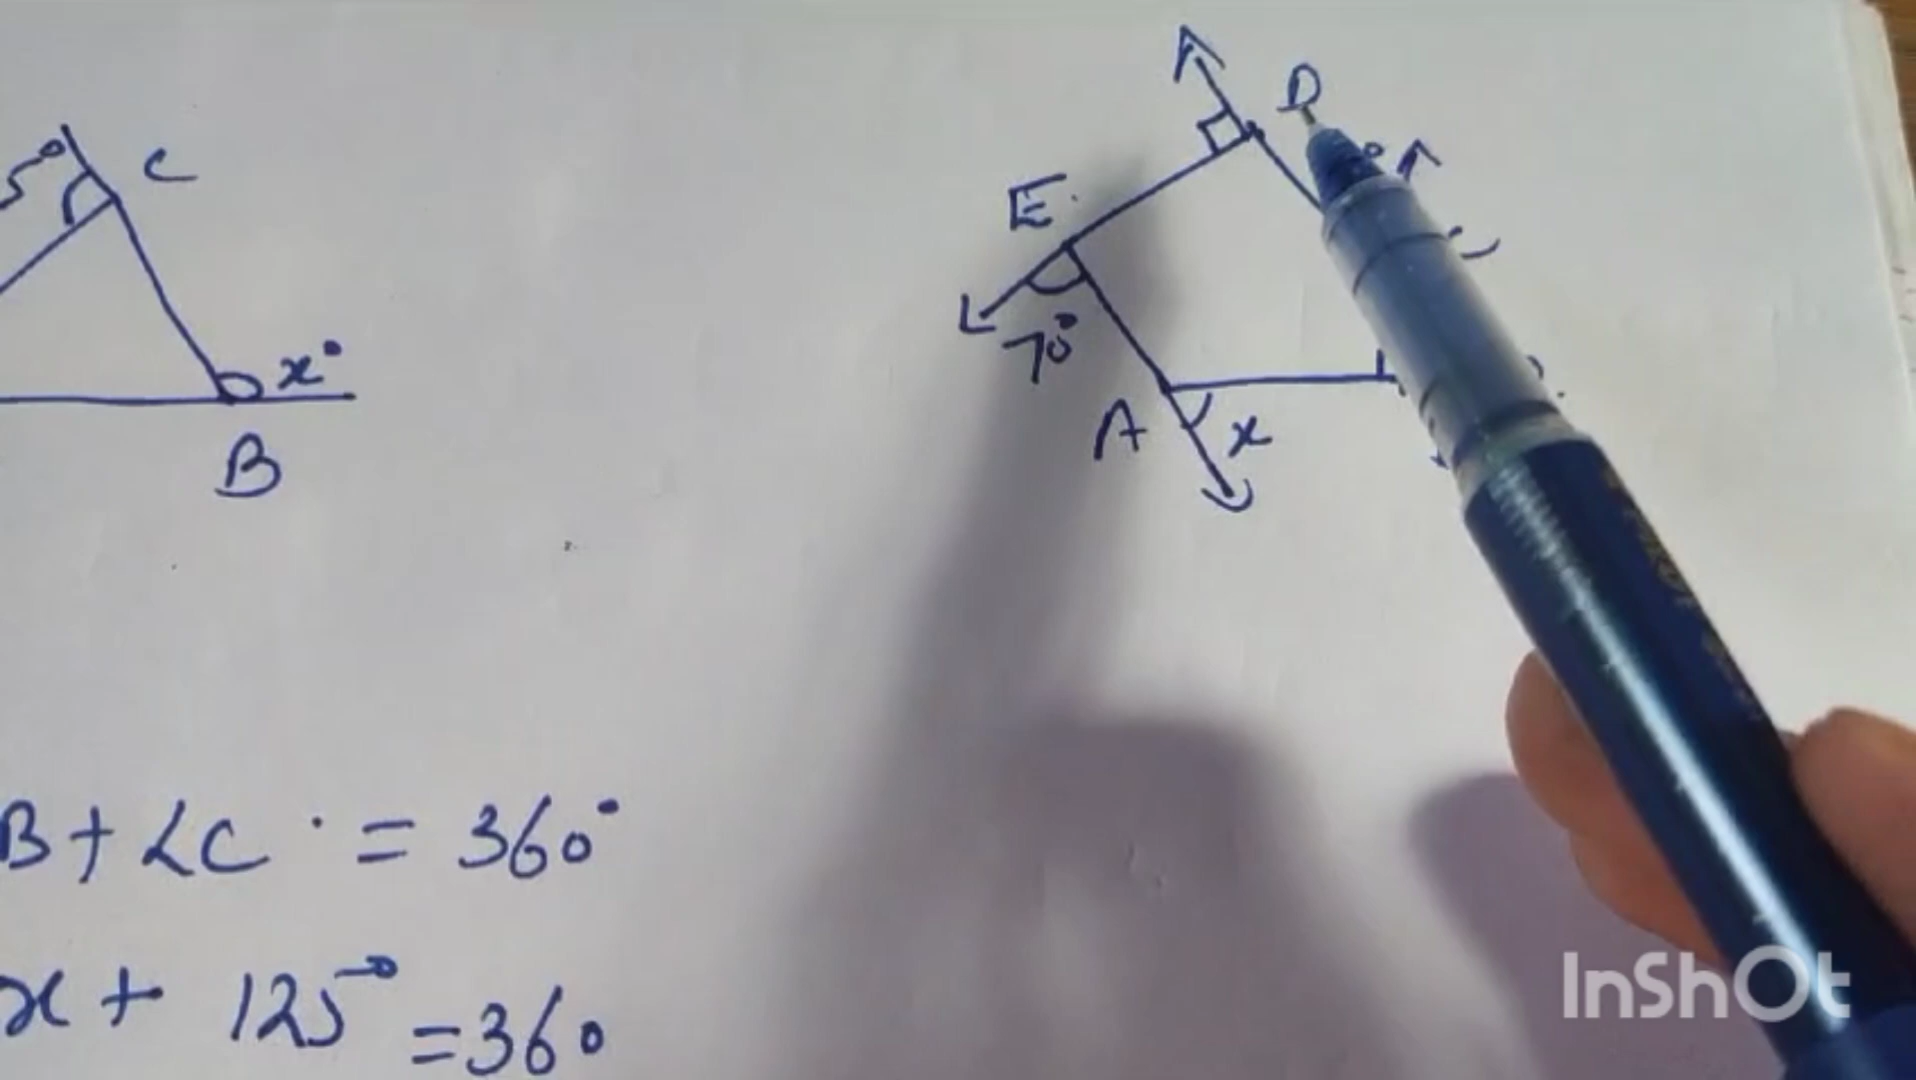 C
x°
B
D
E
70°
A
x
B + ∠C = 360°
x + 125° = 360
InShOt